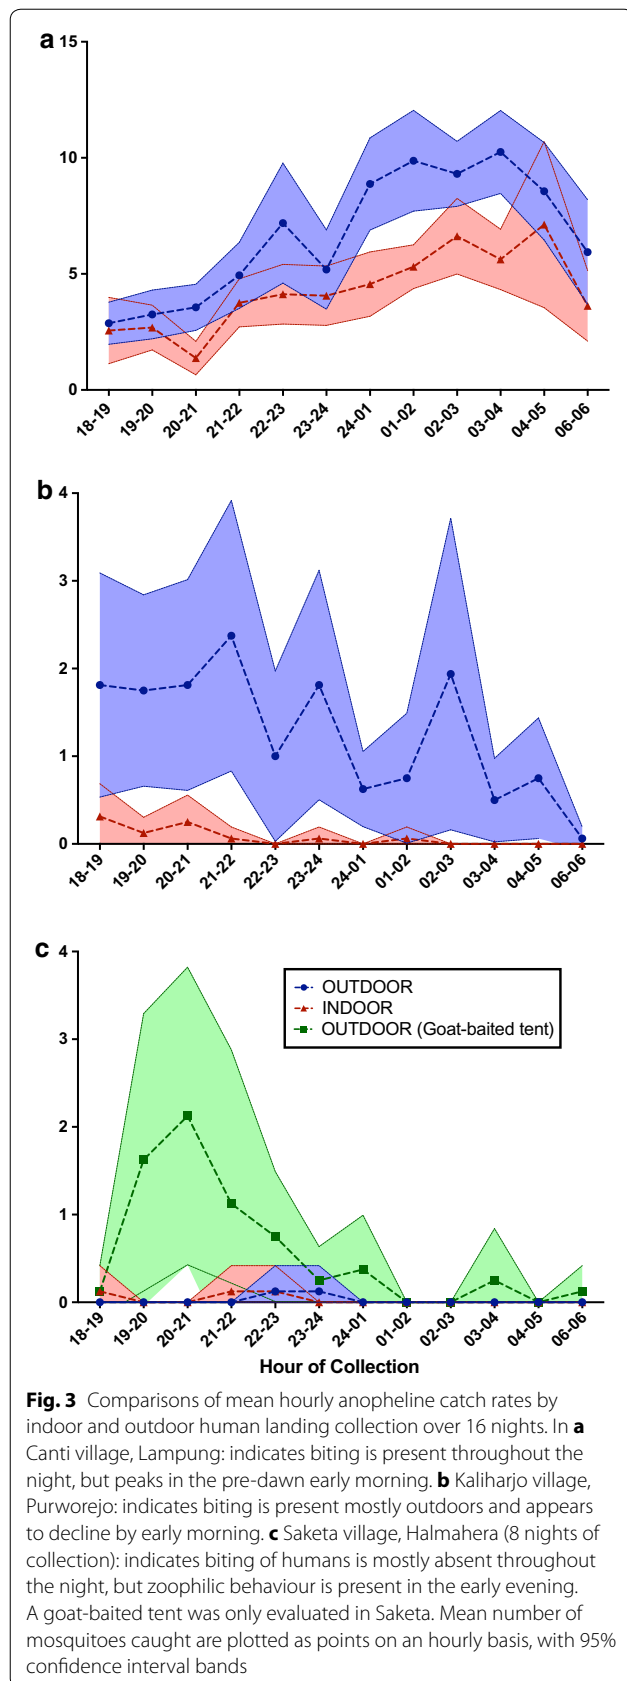 a
15
10
5
0
18-19
19-20
20-21
21-22
22-23
23-24
24-01
01-02
02-03
03-04
04-05
06-06
b
4
3
2
1
0
18-19
19-20
20-21
21-22
22-23
23-24
24-01
01-02
02-03
03-04
04-05
06-06
c
4
3
2
1
0
OUTDOOR
INDOOR
OUTDOOR (Goat-baited tent)
18-19
19-20
20-21
21-22
22-23
23-24
24-01
01-02
02-03
03-04
04-05
06-06
Hour of Collection
Fig. 3 Comparisons of mean hourly anopheline catch rates by
indoor and outdoor human landing collection over 16 nights. In a
Canti village, Lampung: indicates biting is present throughout the
night, but peaks in the pre-dawn early morning. b Kaliharjo village,
Purworejo: indicates biting is present mostly outdoors and appears
to decline by early morning. c Saketa village, Halmahera (8 nights of
collection): indicates biting of humans is mostly absent throughout
the night, but zoophilic behaviour is present in the early evening.
A goat-baited tent was only evaluated in Saketa. Mean number of
mosquitoes caught are plotted as points on an hourly basis, with 95%
confidence interval bands